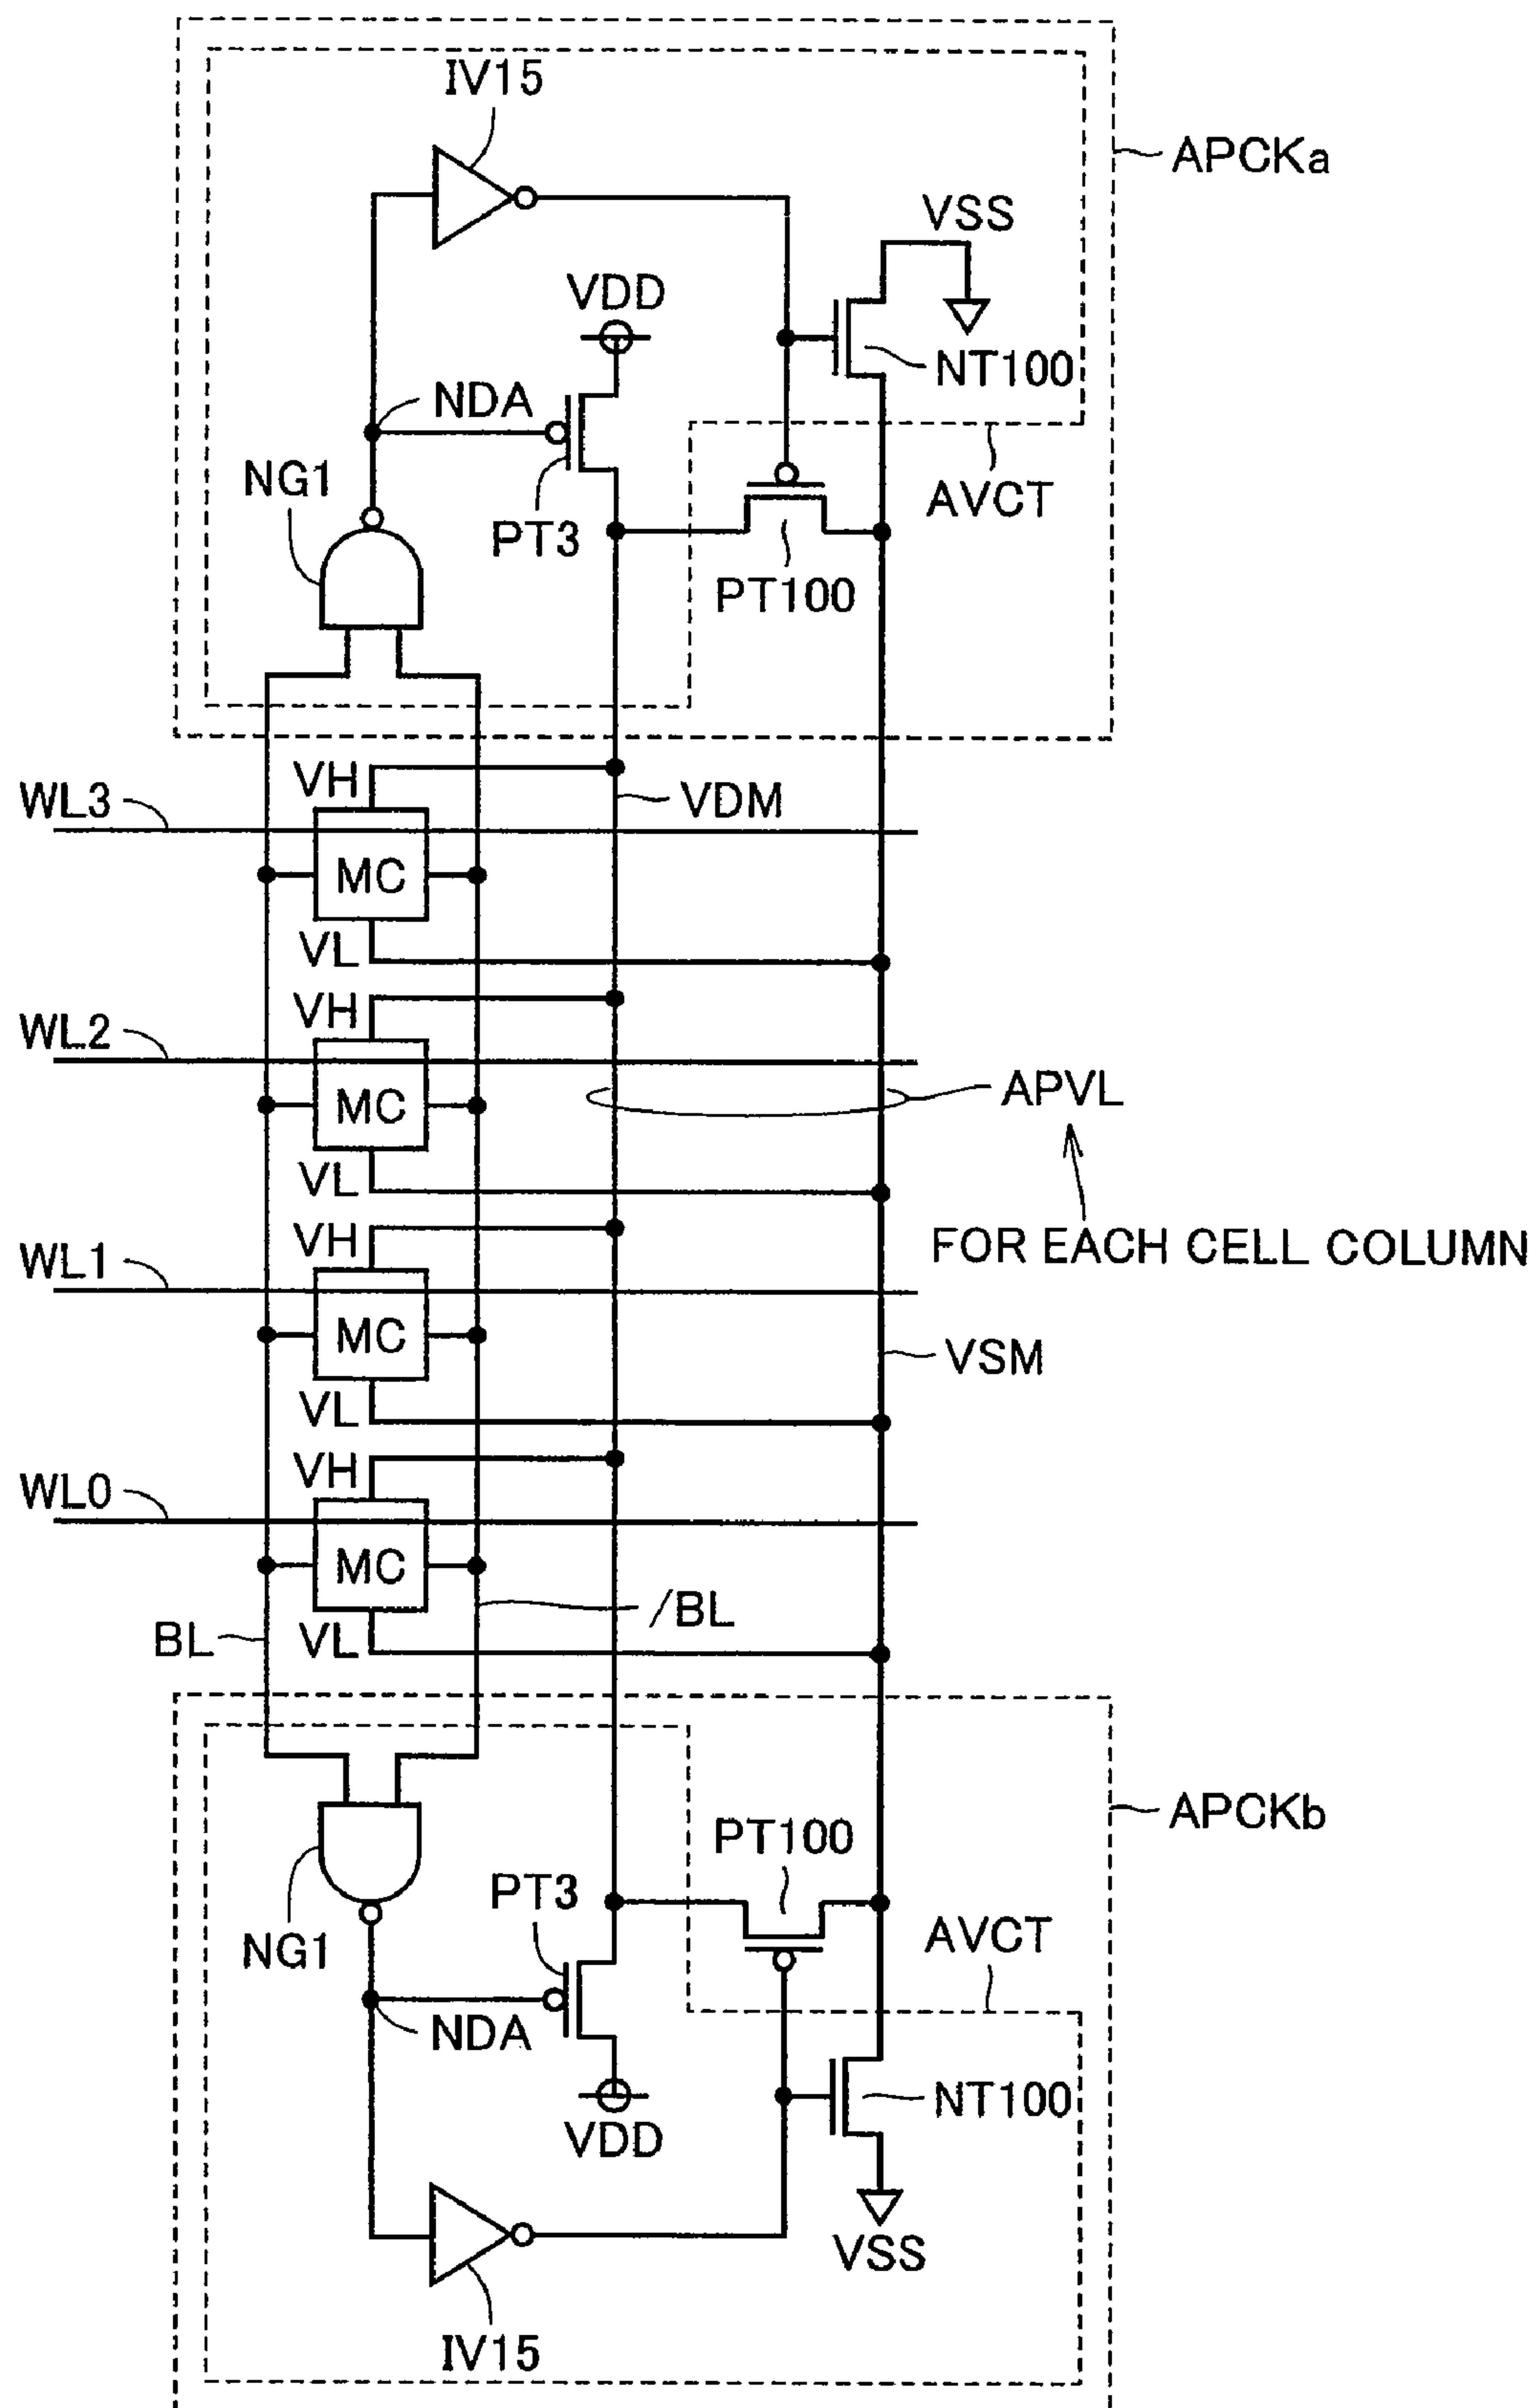 IV15
APCKa
VSS
VDD
NT100
NDA
NG1
AVCT
PT3
PT100
VH
WL3
VDM
MC
VL
VH
WL2
MC
APVL
VL
VH
WL1
FOR EACH CELL COLUMN
MC
VSM
VL
VH
WL0
MC
/BL
BL
VL
APCKb
PT100
PT3
AVCT
NG1
NDA
NT100
VDD
VSS
IV15